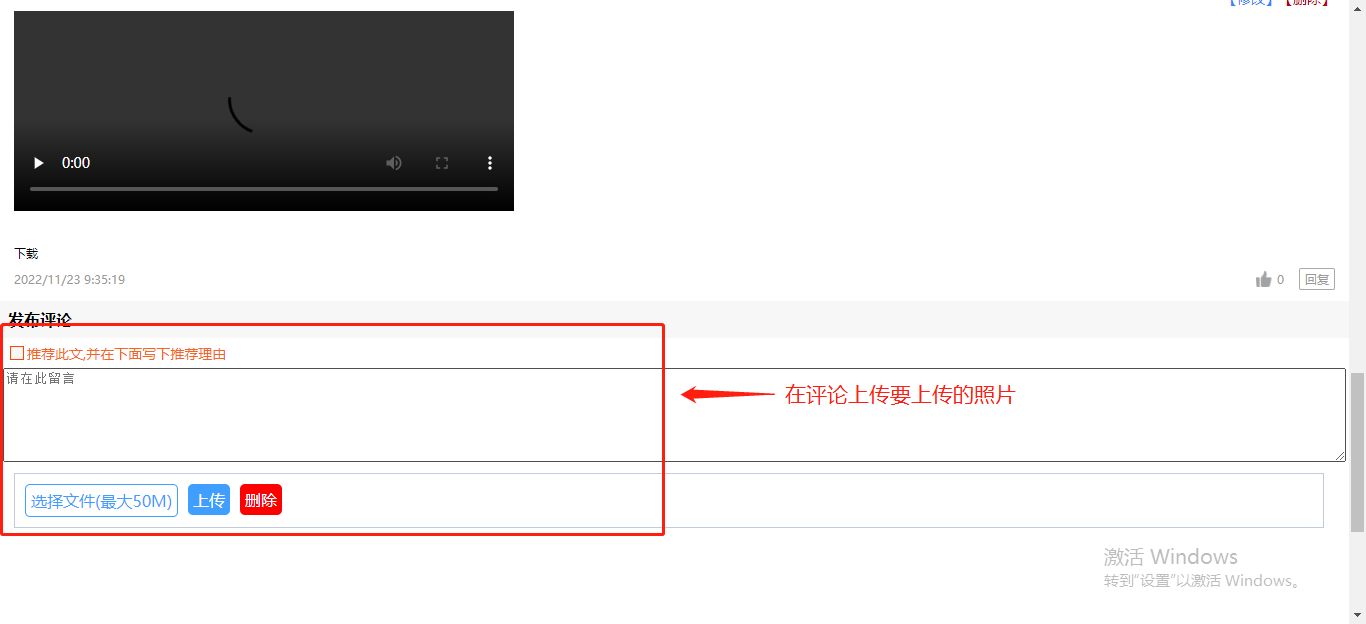 【修改】【删除】
0:00
下载
2022/11/23 9:35:19
0 回复
发布评论
推荐此文,并在下面写下推荐理由
请在此留言
在评论上传要上传的照片
选择文件(最大50M) 上传 删除
激活 Windows
转到"设置"以激活 Windows。